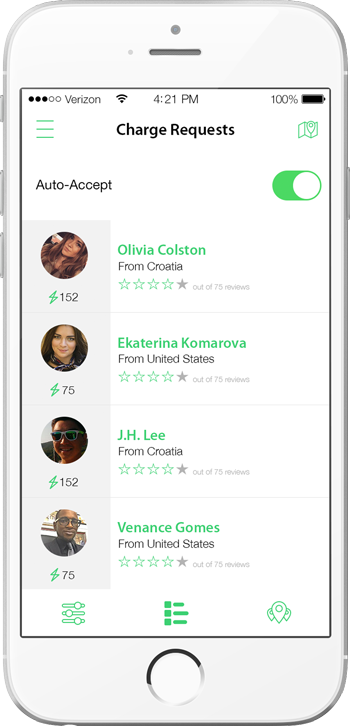 Verizon 4:21 PM 100%
Charge Requests
Auto-Accept
Olivia Colston
From Croatia
out of 75 reviews
152
Ekaterina Komarova
From United States
out of 75 reviews
75
J.H. Lee
From Croatia
out of 75 reviews
152
Venance Gomes
From United States
out of 75 reviews
75